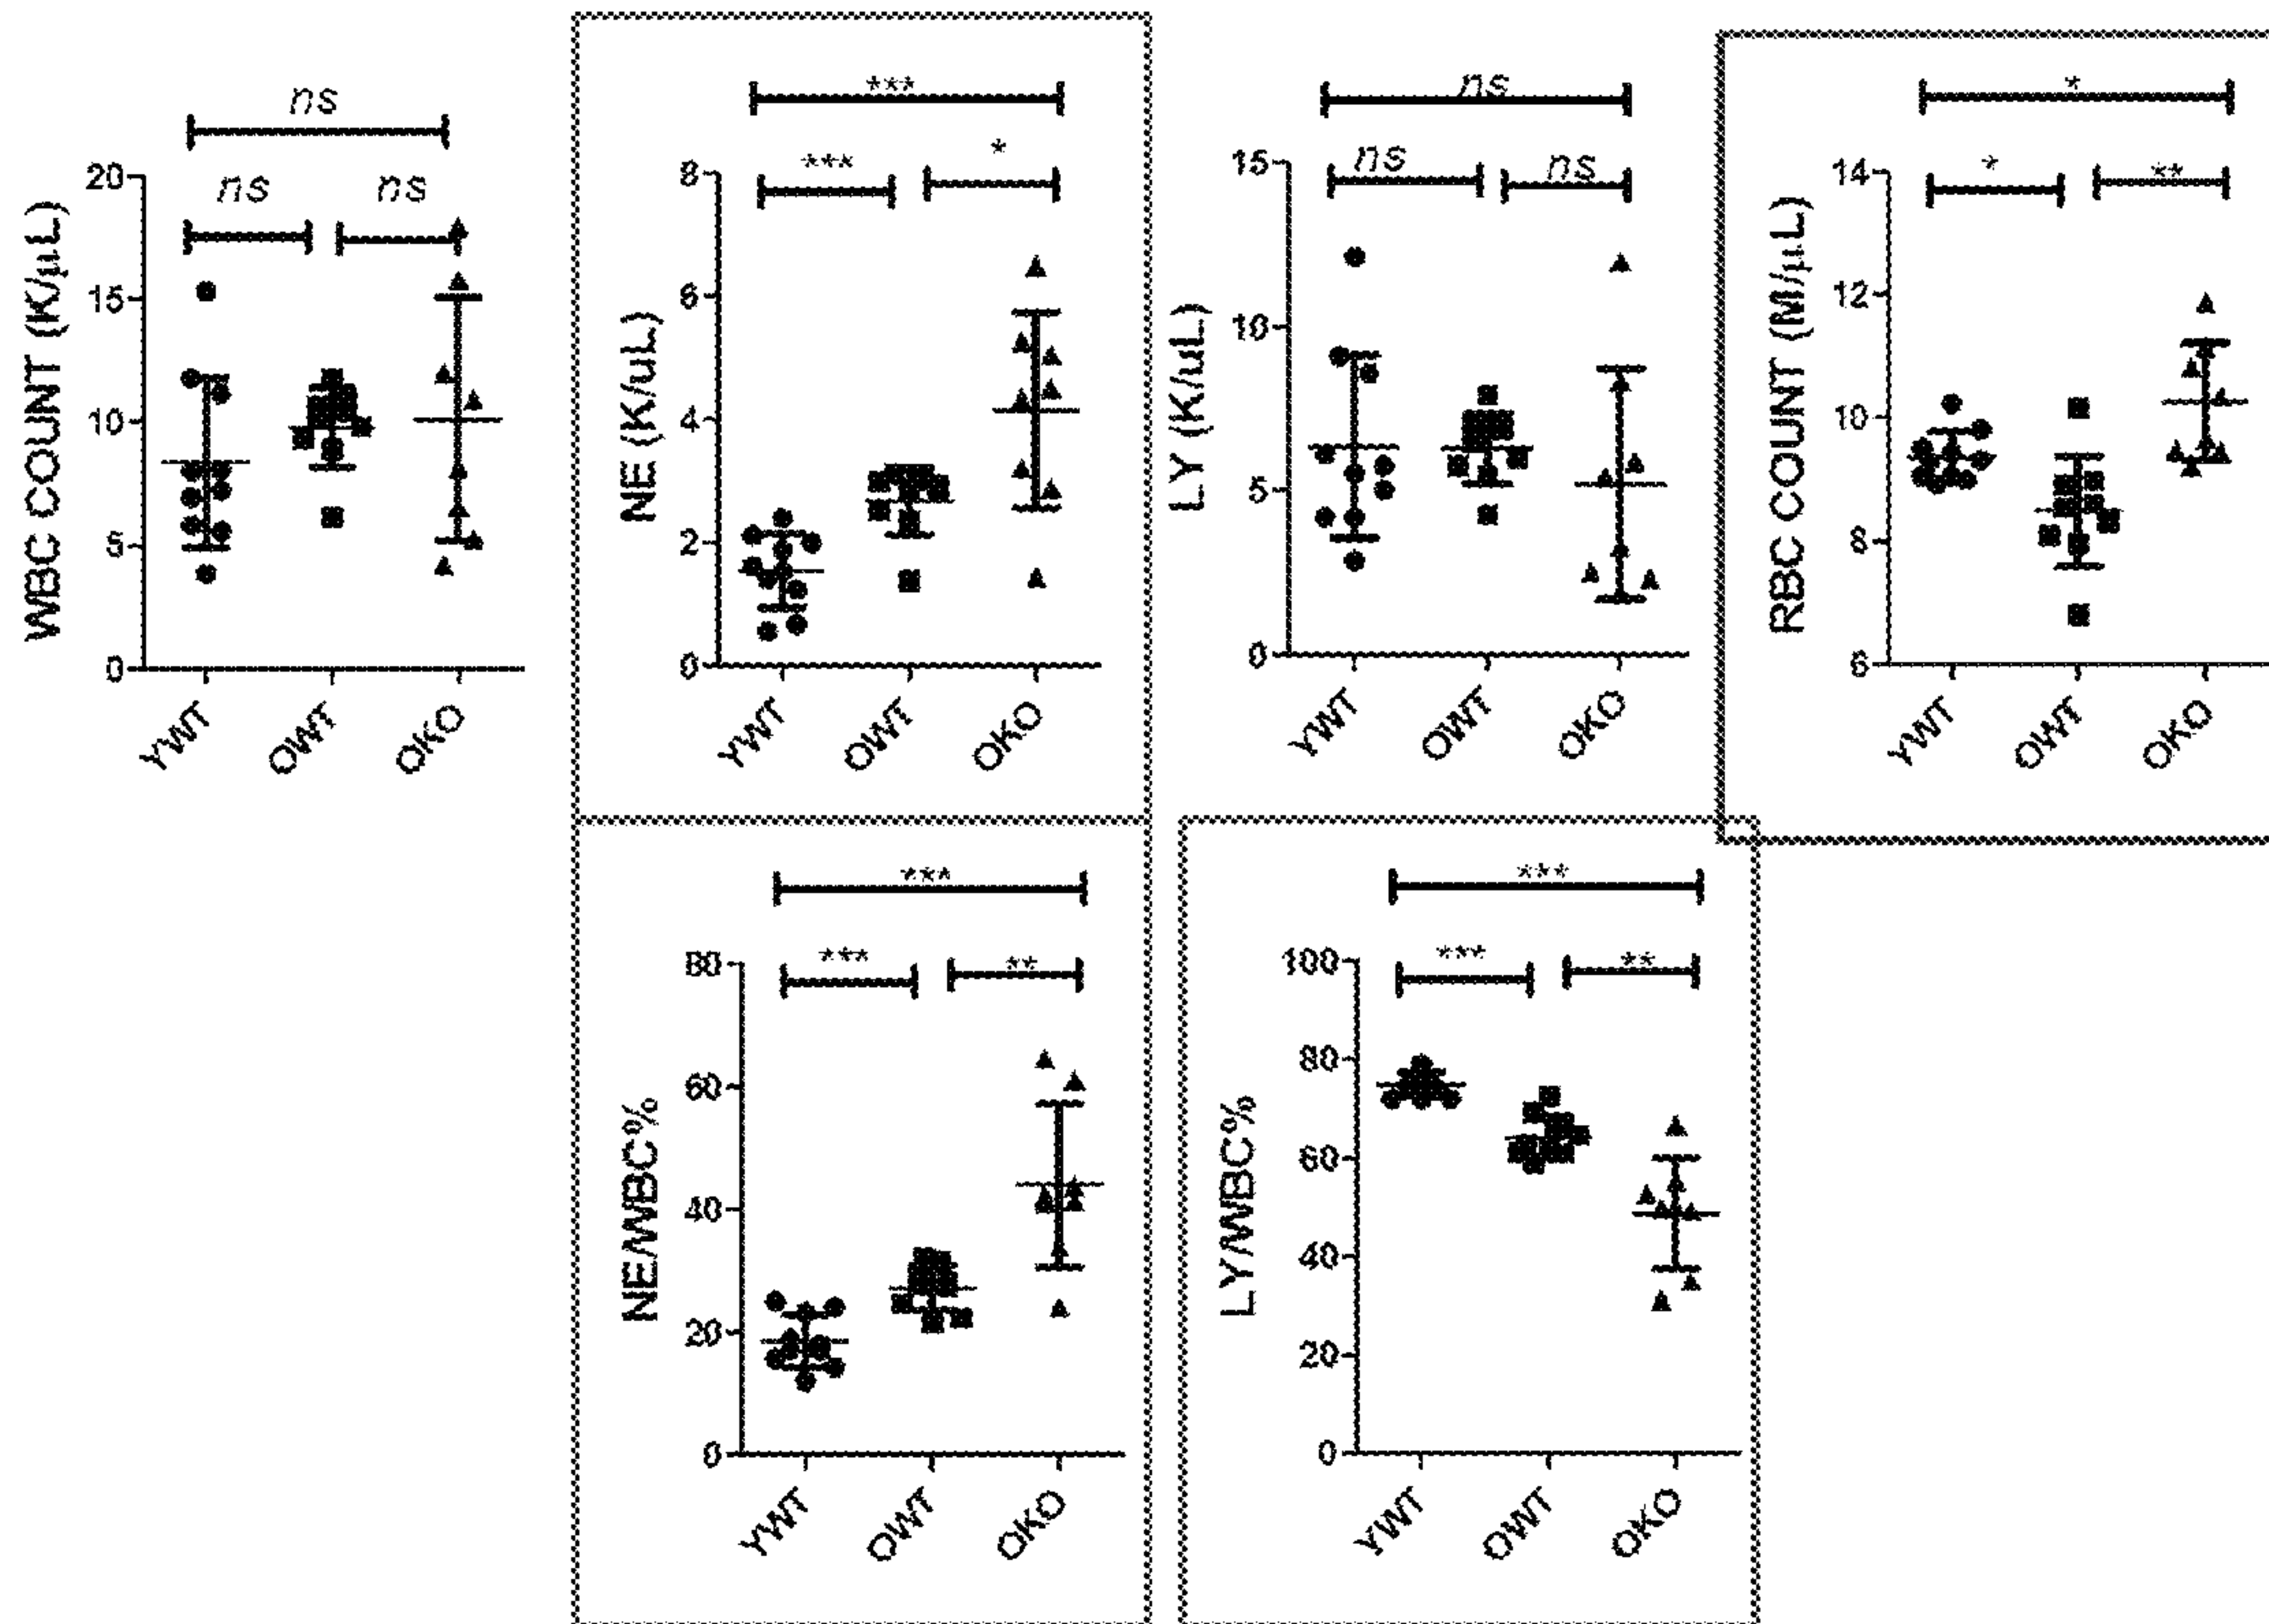 WBC COUNT (K/µL)
ns
ns
ns
20
15
10
5
0
YWT
OWT
OKO
NE (K/uL)
***
***
*
8
6
4
2
0
YWT
OWT
OKO
LY (K/uL)
ns
ns
ns
15
10
5
0
YWT
OWT
OKO
RBC COUNT (M/µL)
*
*
**
14
12
10
8
6
YWT
OWT
OKO
NE/WBC%
***
***
**
80
60
40
20
0
YWT
OWT
OKO
LY/WBC%
***
***
**
100
80
60
40
20
0
YWT
OWT
OKO